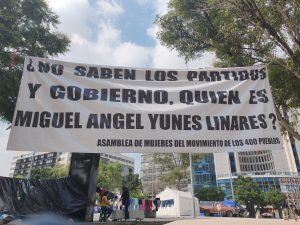 ¿NO SABEN LOS PARTIDOS
Y GOBIERNO, QUIEN ES
MIGUEL ANGEL YUNES LINARES?
ASAMBLEA DE MUJERES DEL MOVIMIENTO DE LOS 400 PUEBLOS